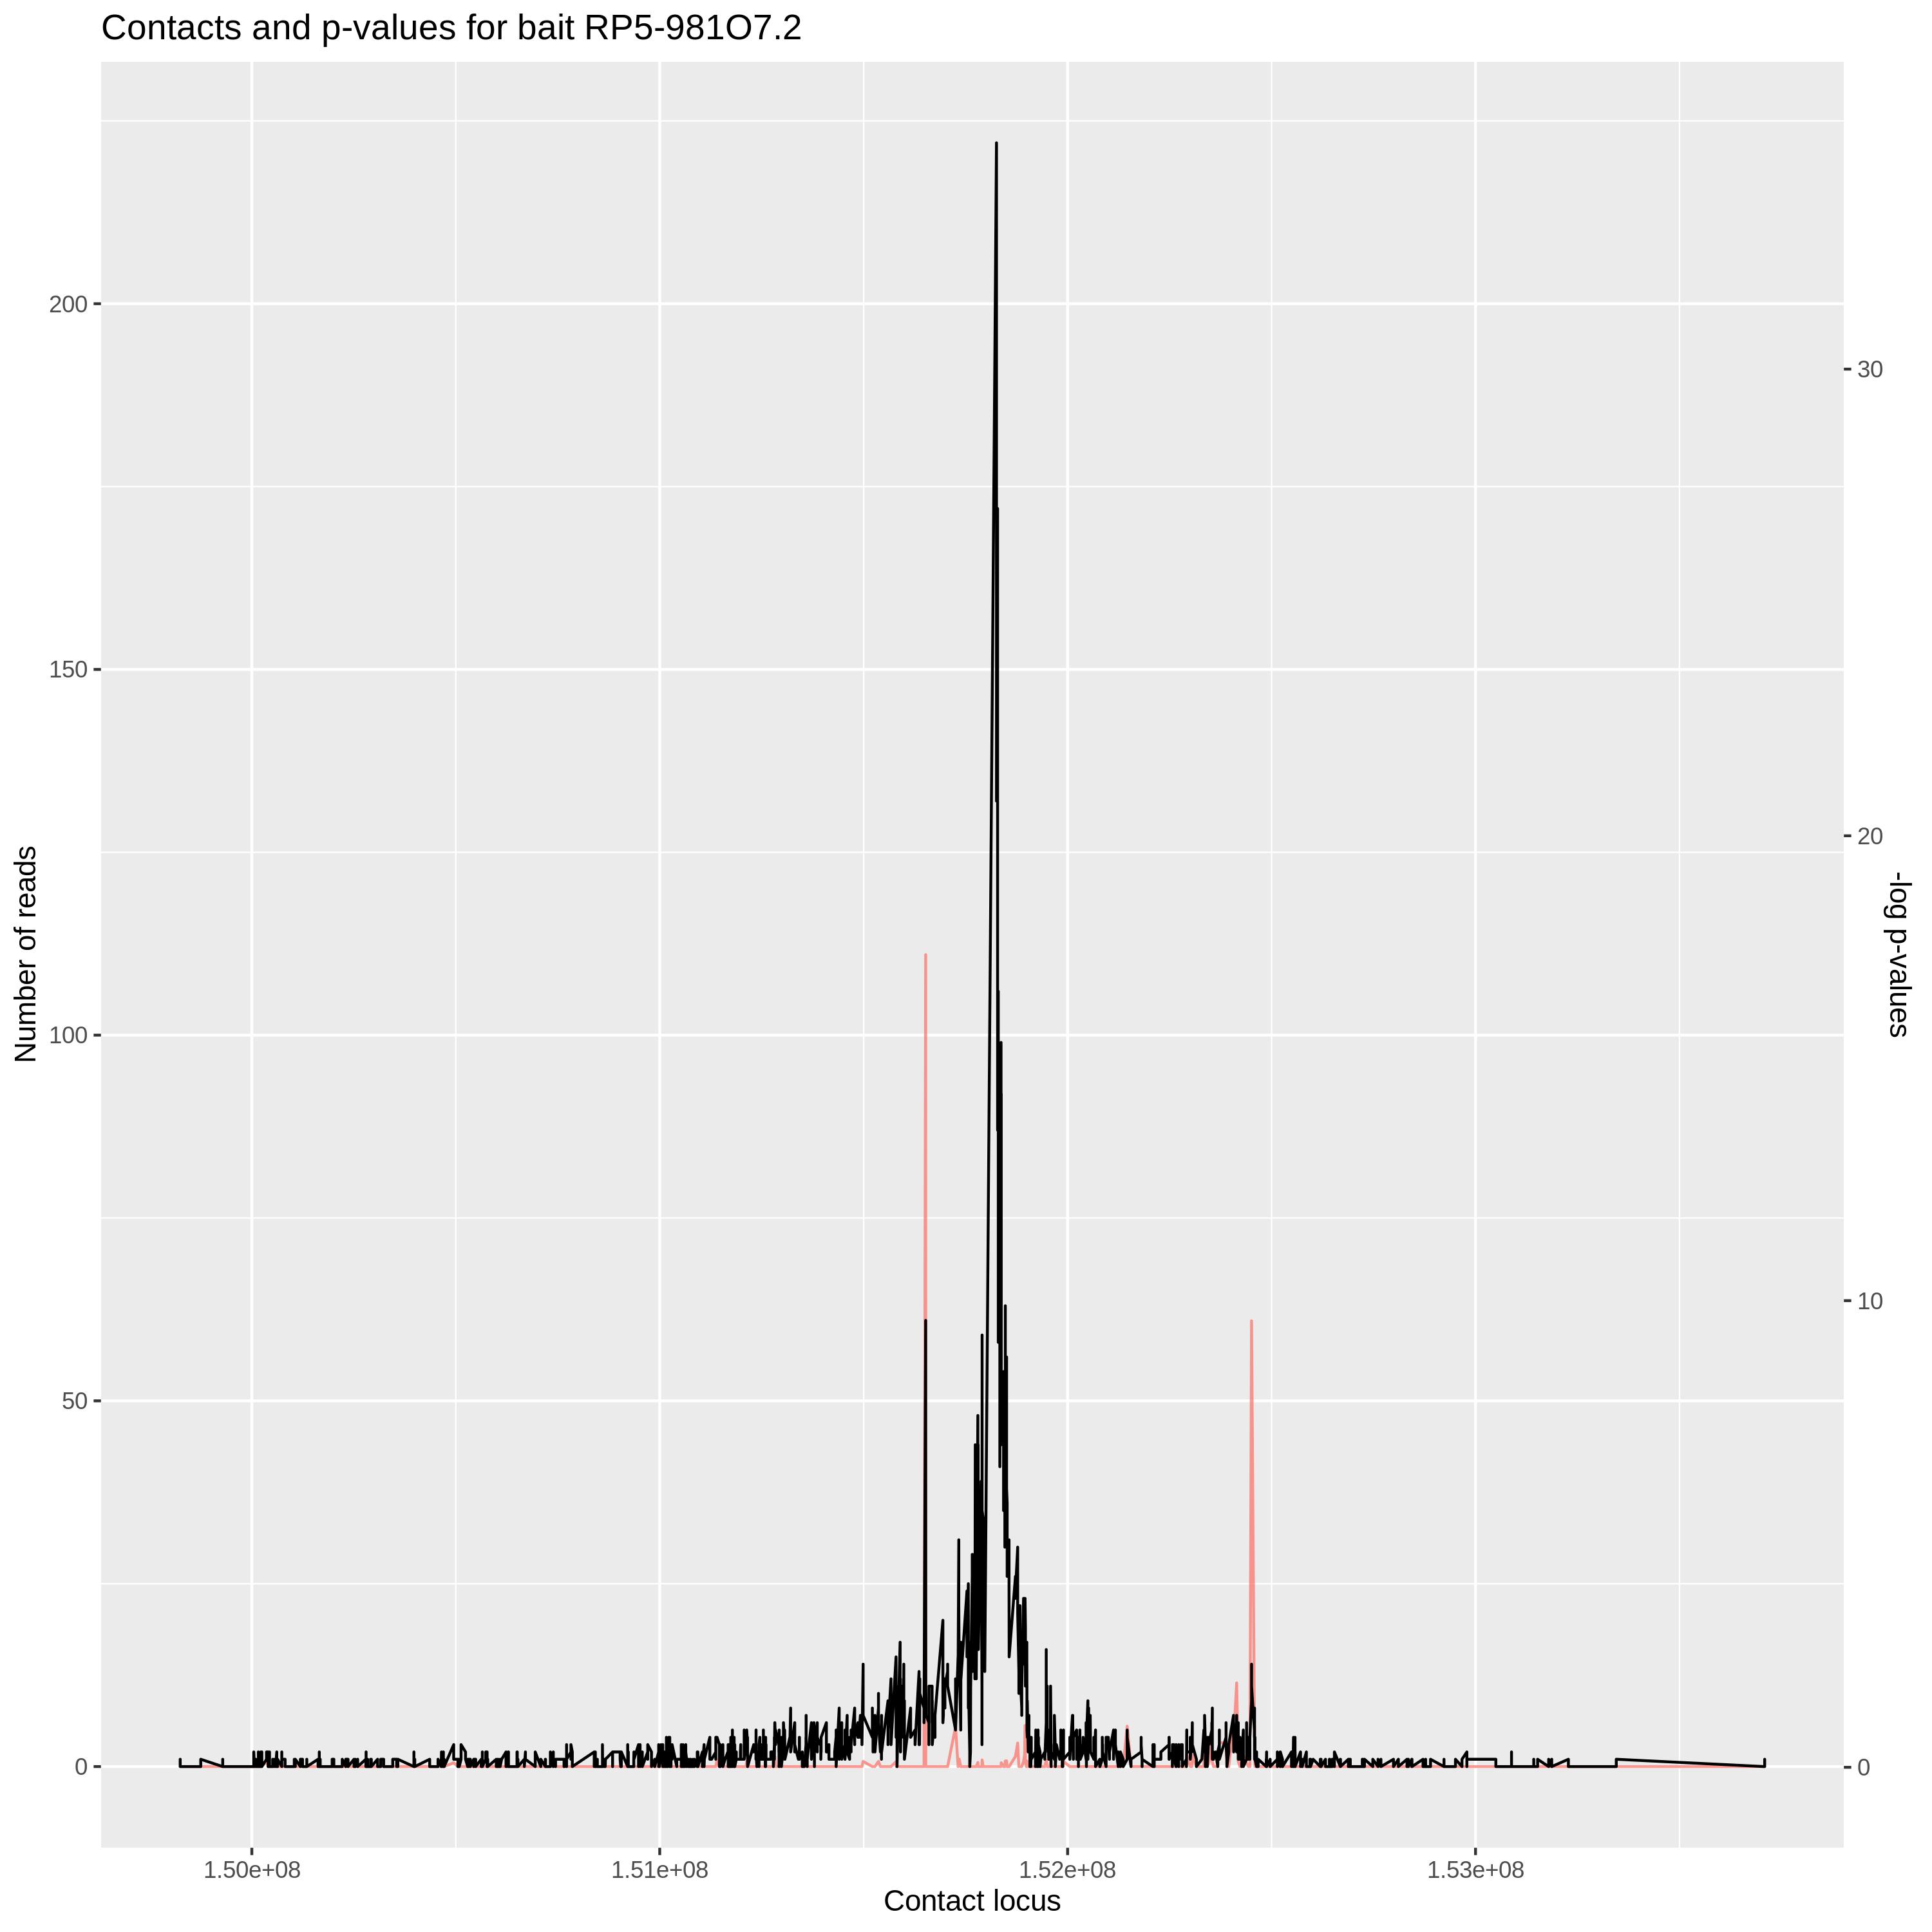 Contacts and p-values for bait RP5-981O7.2
Number of reads
200
150
100
50
0
30
20
10
0
-log p-values
1.50e+08
1.51e+08
1.52e+08
1.53e+08
Contact locus